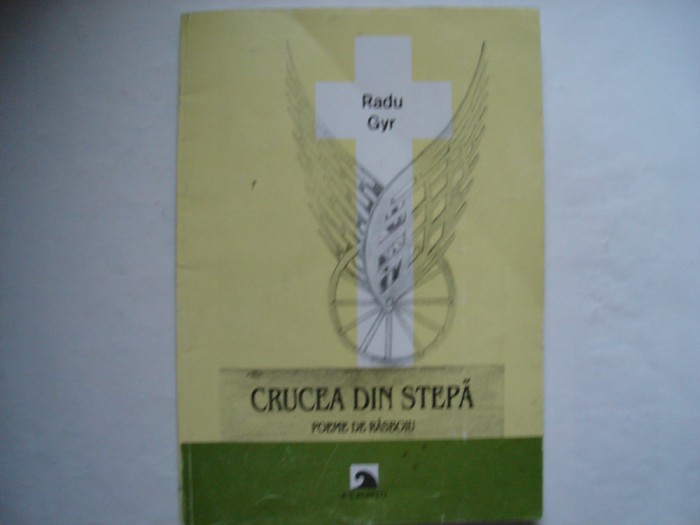 Radu
Gyr
CRUCEA DIN STEPĂ
POEME DE RĂSBOIU